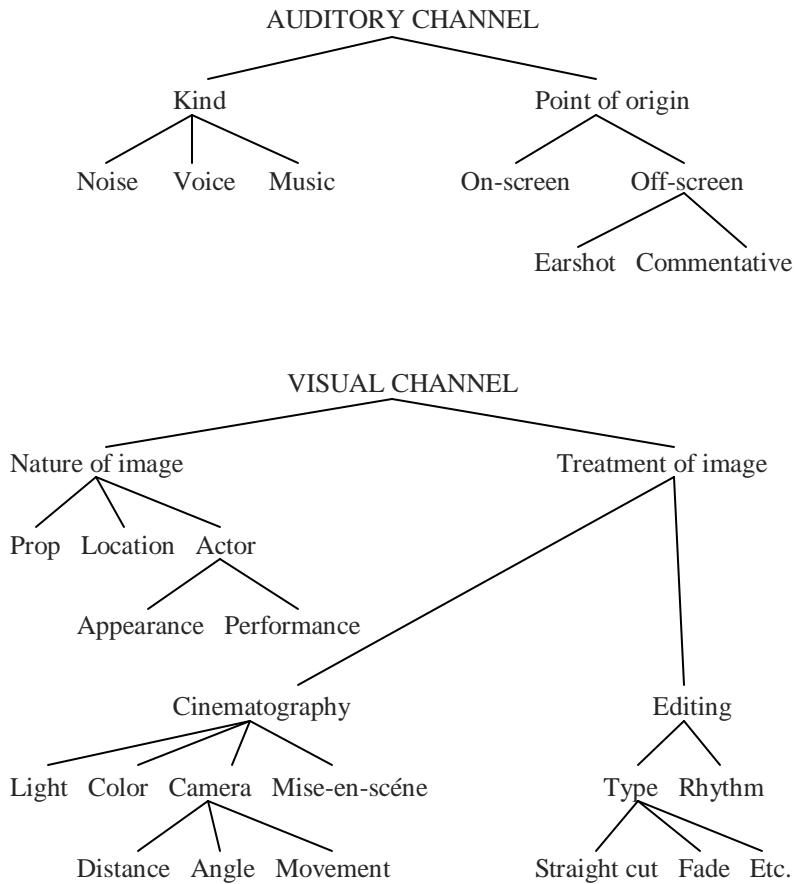 AUDITORY CHANNEL
Kind Point of origin
Noise Voice Music On-screen Off-screen
Earshot Commentative
VISUAL CHANNEL
Nature of image Treatment of image
Prop Location Actor
Appearance Performance
Cinematography Editing
Light Color Camera Mise-en-scéne Type Rhythm
Distance Angle Movement Straight cut Fade Etc.